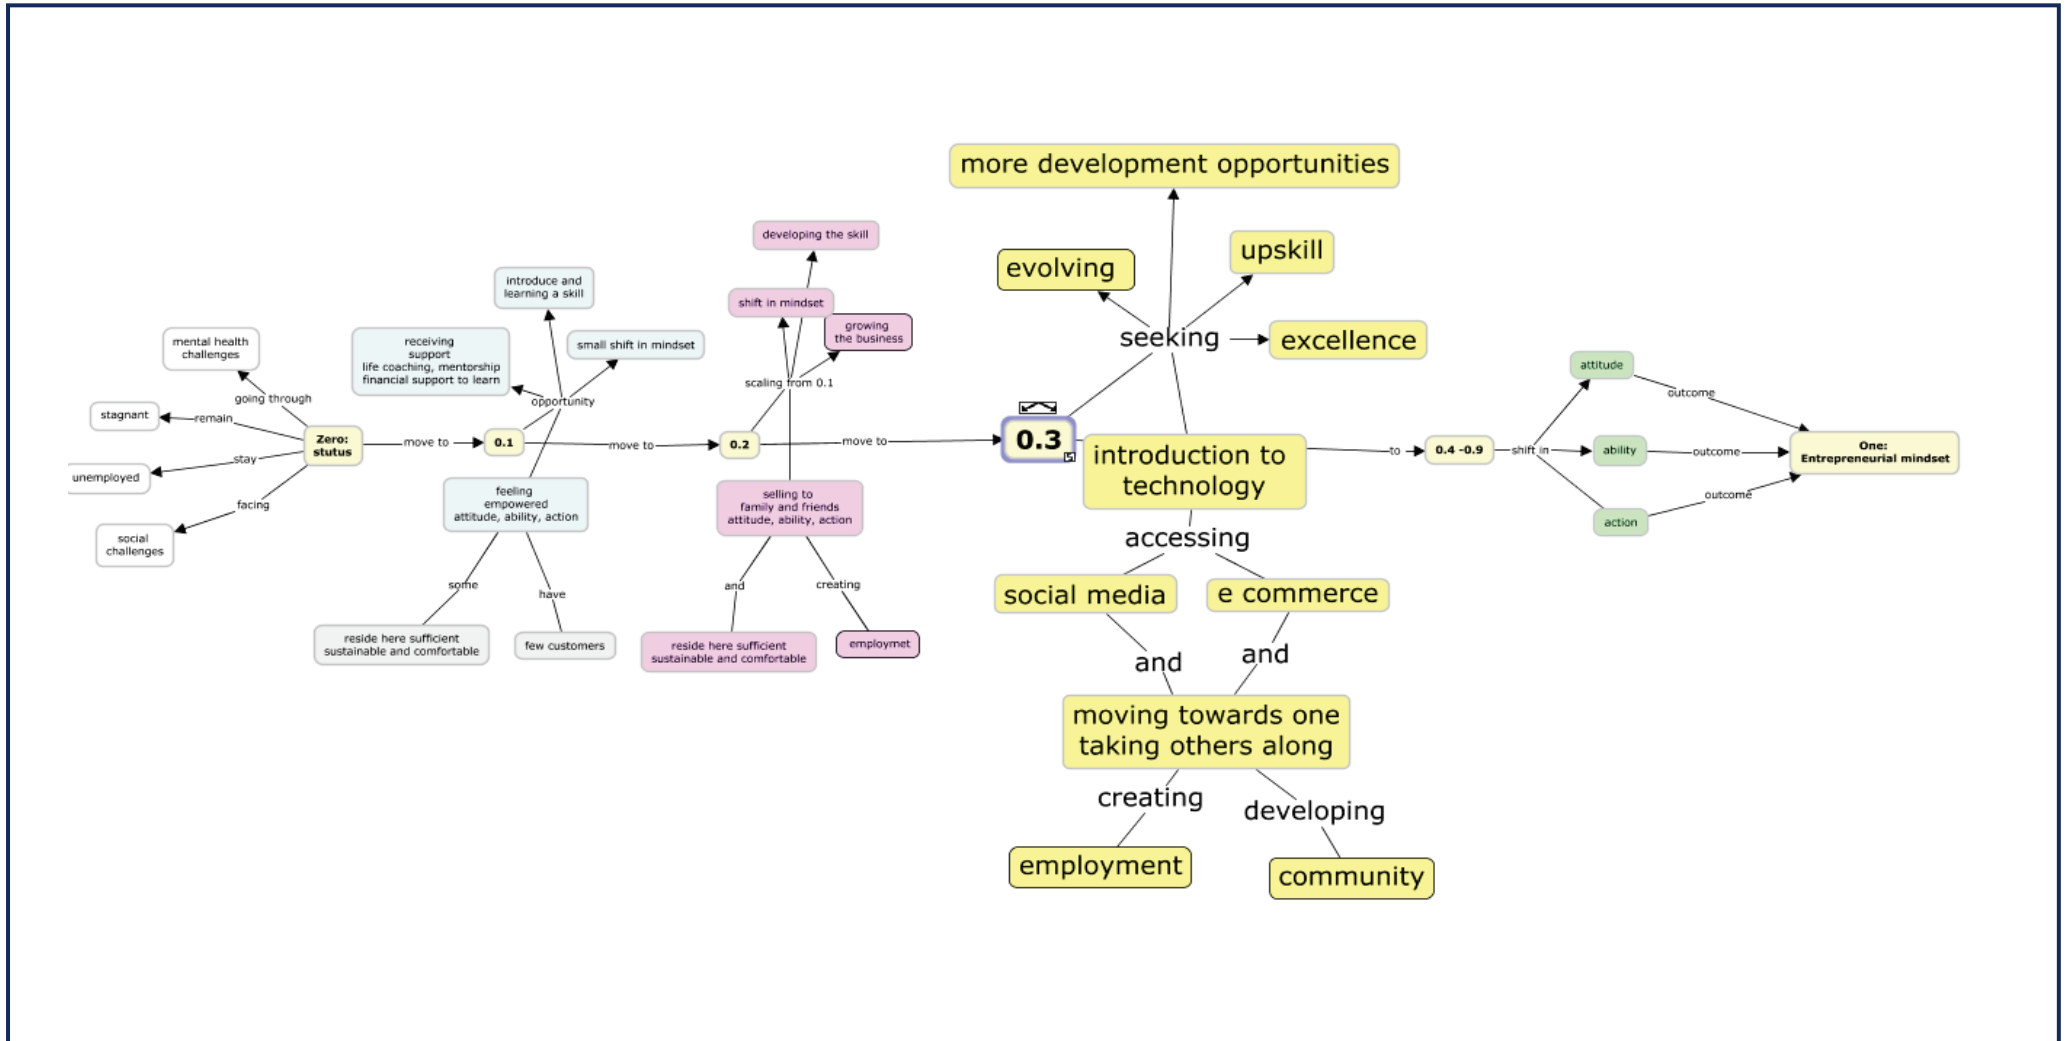 more development opportunities
developing the skill
evolving
upskill
introduce and
learning a skill
shift in mindset
growing
the business
mental health
challenges
receiving
support
life coaching, mentorship
financial support to learn
small shift in mindset
seeking
excellence
attitude
scaling from 0.1
going through
opportunity
outcome
stagnant
remain
Zero:
stutus
move to
0.1
move to
0.2
move to
0.3
introduction to
technology
to
0.4 -0.9
shift in
ability
outcome
One:
Entrepreneurial mindset
stay
unemployed
facing
feeling
empowered
attitude, ability, action
selling to
family and friends
attitude, ability, action
outcome
action
social
challenges
accessing
some
have
and
creating
social media
e commerce
reside here sufficient
sustainable and comfortable
few customers
reside here sufficient
sustainable and comfortable
employmet
and
and
moving towards one
taking others along
creating
developing
employment
community